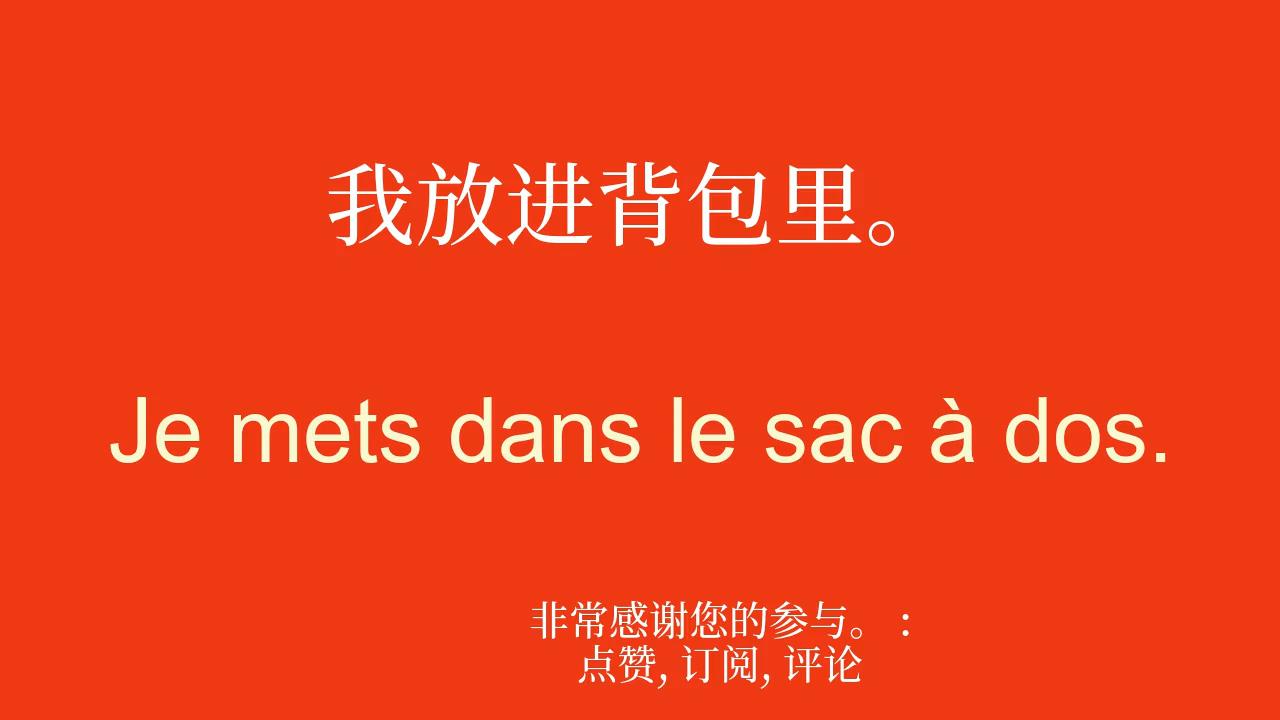 我放进背包里。
Je mets dans le sac à dos.
非常感谢您的参与。 :
点赞, 订阅, 评论